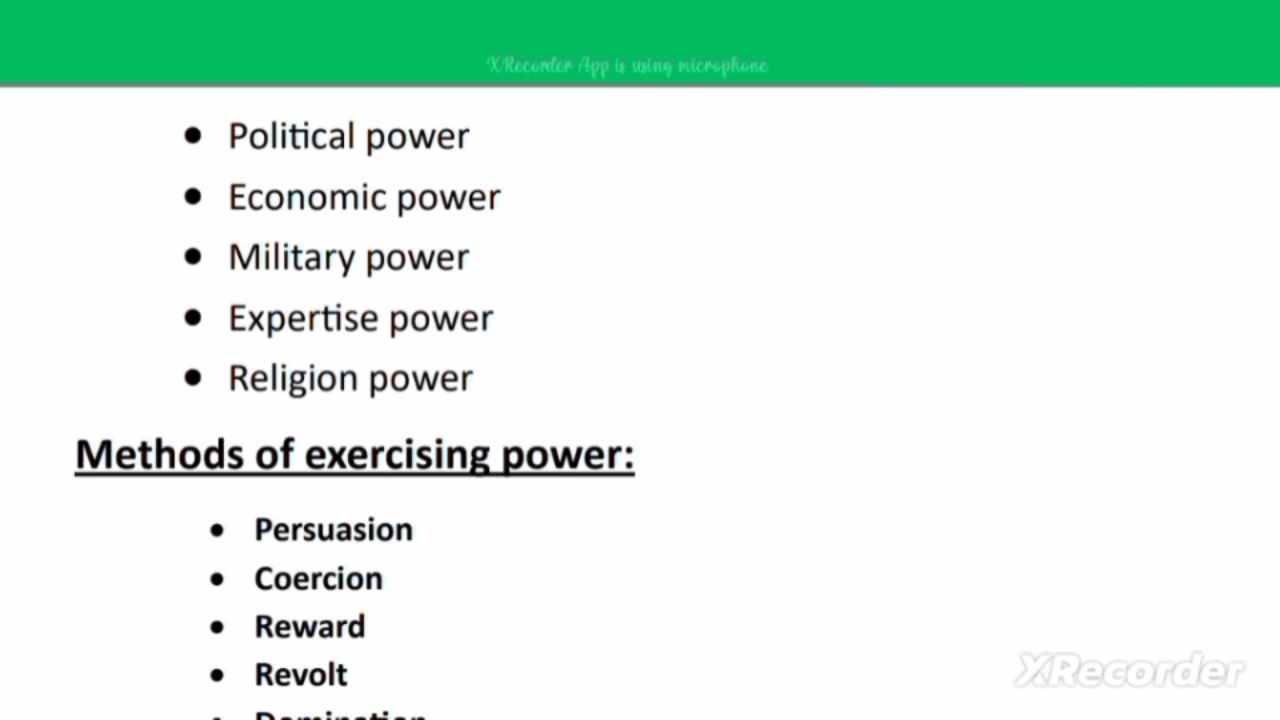 XRecorder App is using microphone
• Political power
• Economic power
• Military power
• Expertise power
• Religion power
Methods of exercising power:
• Persuasion
• Coercion
• Reward
• Revolt
• Domination
XRecorder